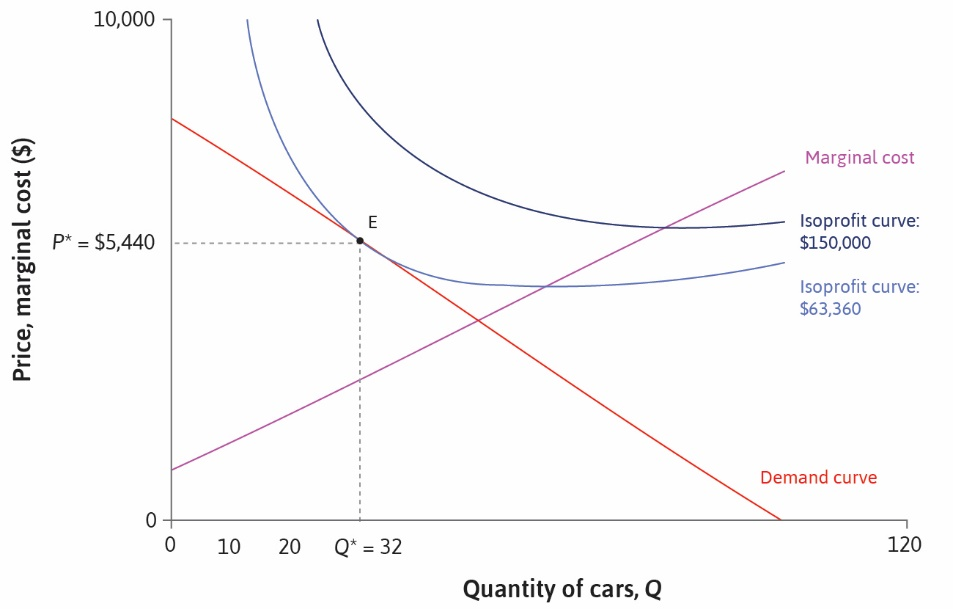 10,000
Price, marginal cost ($)
Marginal cost
Isoprofit curve:
$150,000
E
P* = $5,440
Isoprofit curve:
$63,360
Demand curve
0
0
10
20
Q* = 32
120
Quantity of cars, Q